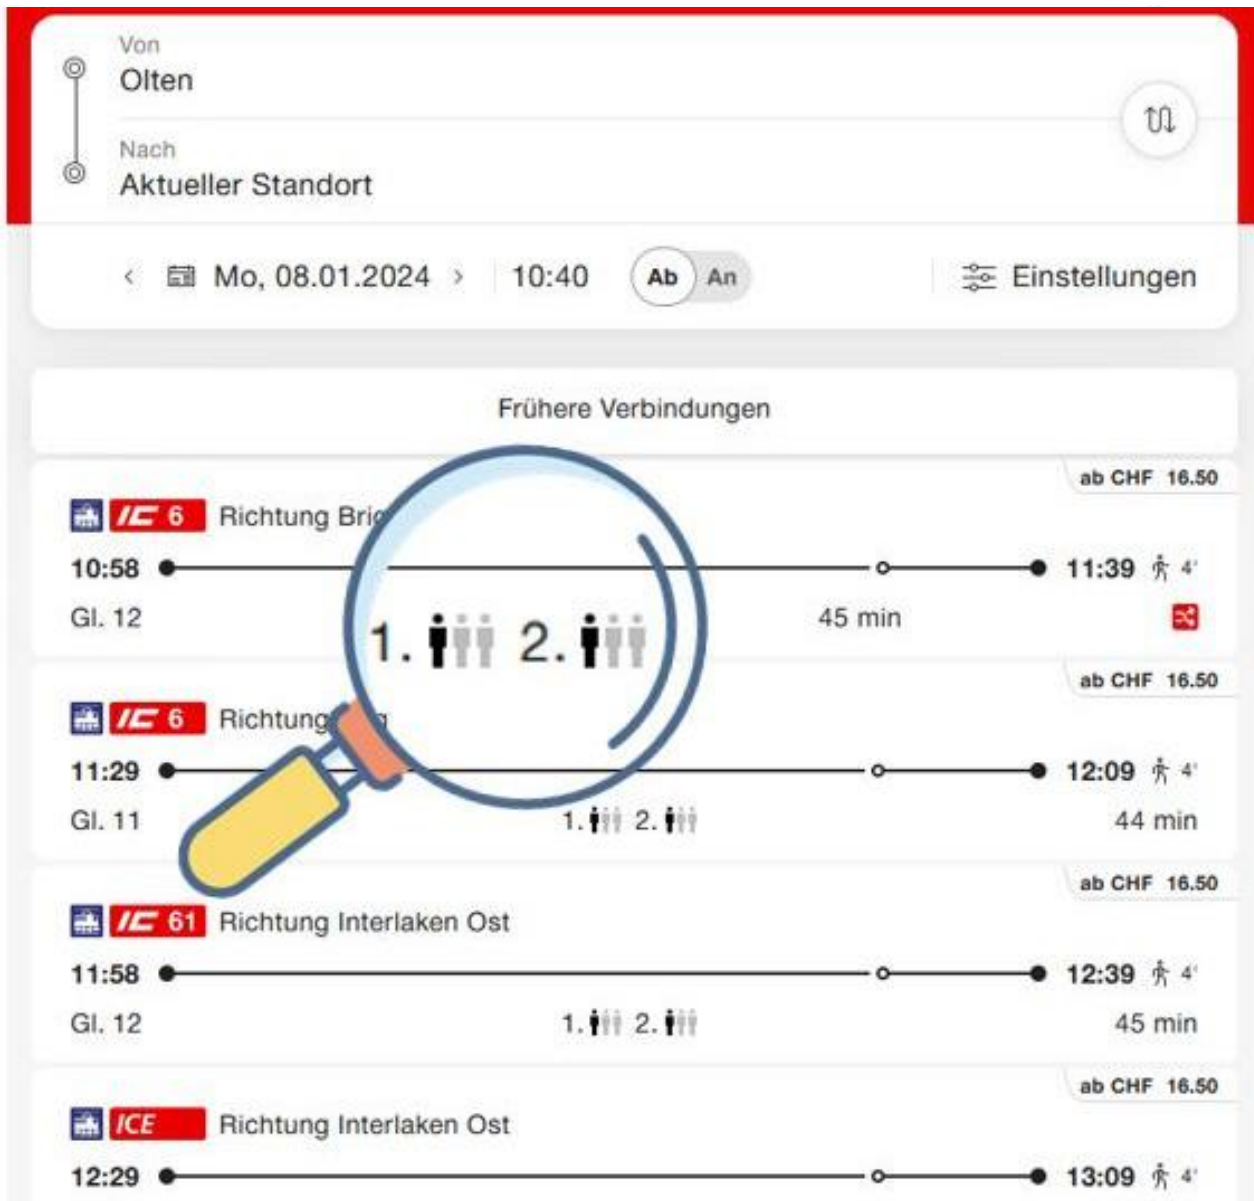 Von
Olten
Nach
Aktueller Standort
Mo, 08.01.2024 10:40 Ab An Einstellungen
Frühere Verbindungen
ab CHF 16.50
IC 6 Richtung
10:58 11:39 4'
Gl. 12 45 min
1. 2.
ab CHF 16.50
IC 6 Richtung
11:29 12:09 4'
Gl. 11 1. 2. 44 min
ab CHF 16.50
IC 61 Richtung Interlaken Ost
11:58 12:39 4'
Gl. 12 1. 2. 45 min
ab CHF 16.50
ICE Richtung Interlaken Ost
12:29 13:09 4'